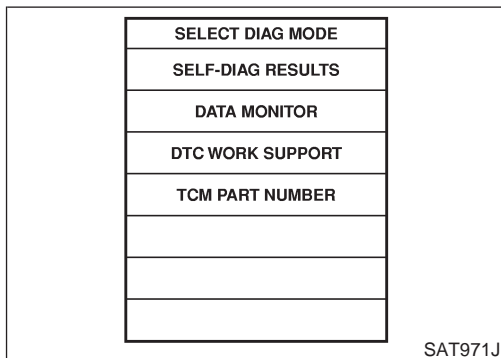 SELECT DIAG MODE
SELF-DIAG RESULTS
DATA MONITOR
DTC WORK SUPPORT
TCM PART NUMBER
SAT971J